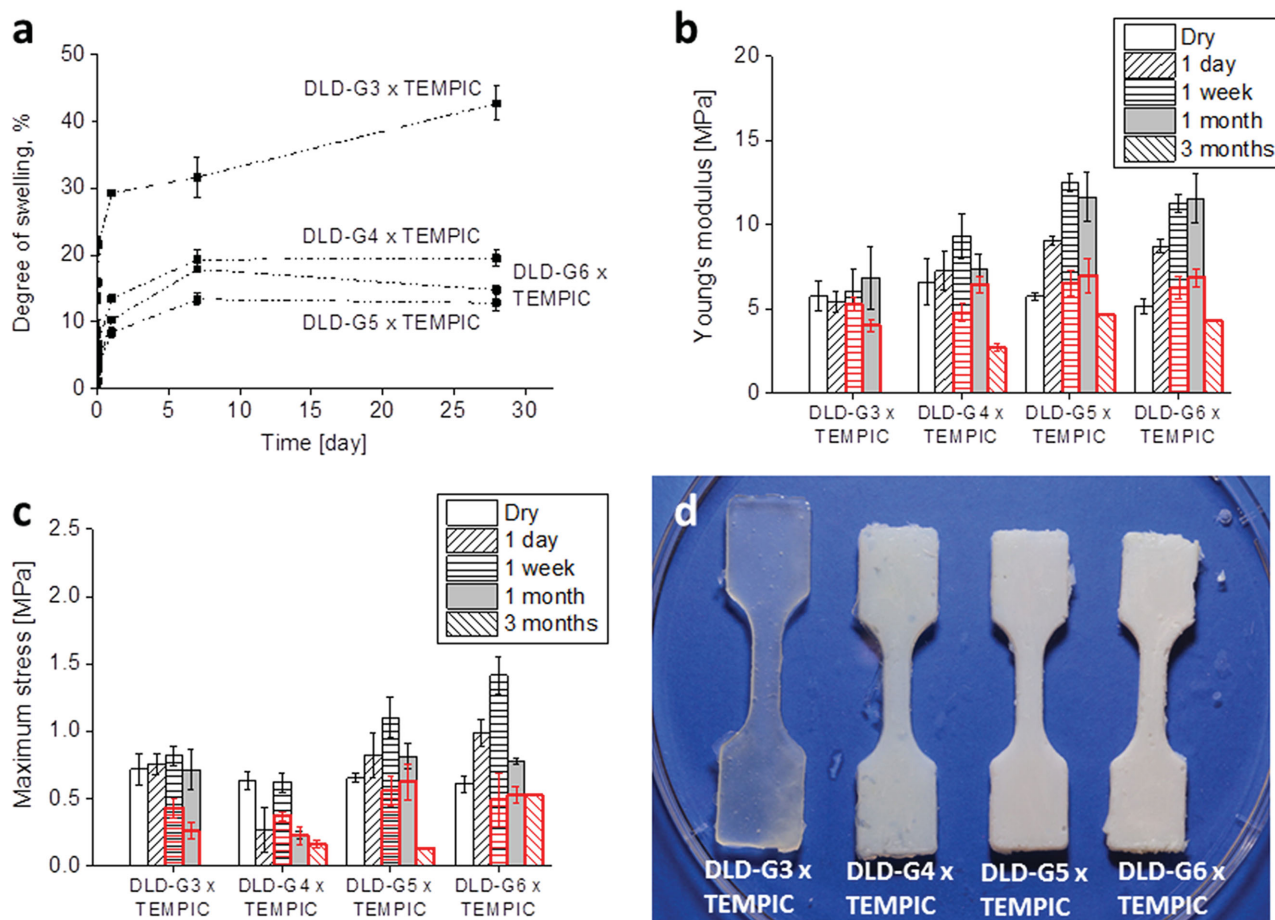 a
50
40
30
20
10
0
Degree of swelling, %
0
5
10
15
20
25
30
Time [day]
DLD-G3 x TEMPIC
DLD-G4 x TEMPIC
DLD-G6 x
TEMPIC
DLD-G5 x TEMPIC
b
20
15
10
5
0
Young's modulus [MPa]
Dry
1 day
1 week
1 month
3 months
DLD-G3 x
TEMPIC
DLD-G4 x
TEMPIC
DLD-G5 x
TEMPIC
DLD-G6 x
TEMPIC
c
2.5
2.0
1.5
1.0
0.5
0.0
Maximum stress [MPa]
Dry
1 day
1 week
1 month
3 months
DLD-G3 x
TEMPIC
DLD-G4 x
TEMPIC
DLD-G5 x
TEMPIC
DLD-G6 x
TEMPIC
d
DLD-G3 x
TEMPIC
DLD-G4 x
TEMPIC
DLD-G5 x
TEMPIC
DLD-G6 x
TEMPIC